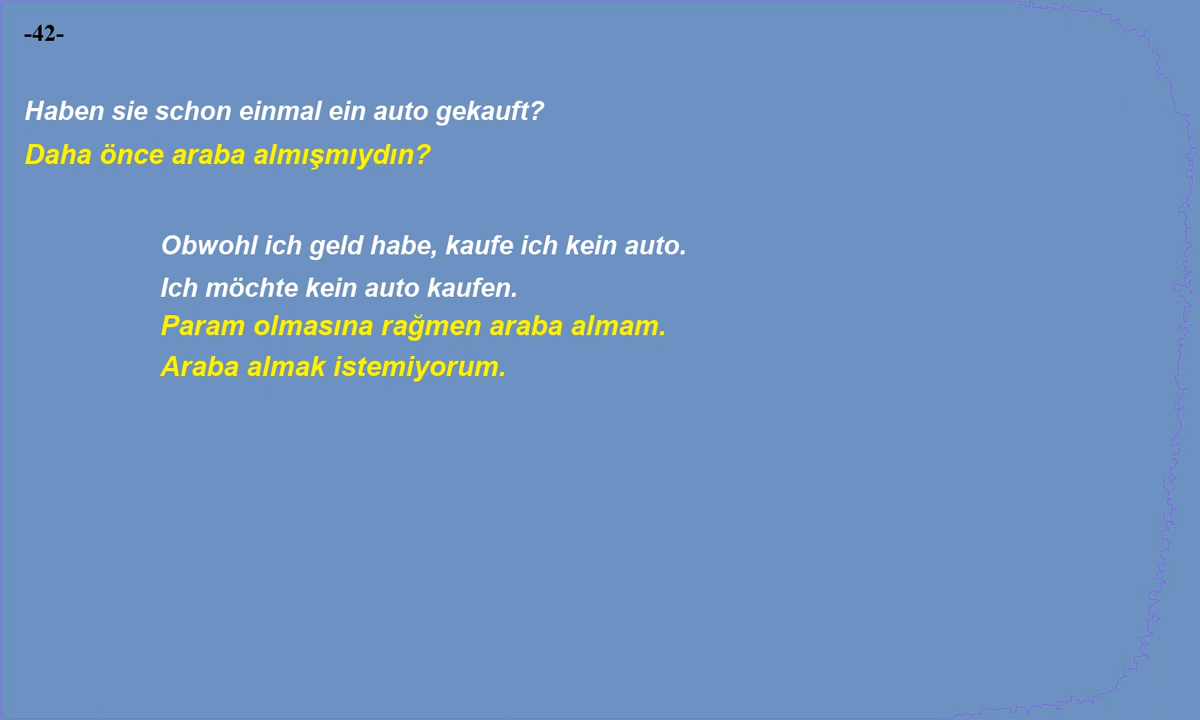 -42-
Haben sie schon einmal ein auto gekauft?
Daha önce araba almışmıydın?
Obwohl ich geld habe, kaufe ich kein auto.
Ich möchte kein auto kaufen.
Param olmasına rağmen araba almam.
Araba almak istemiyorum.